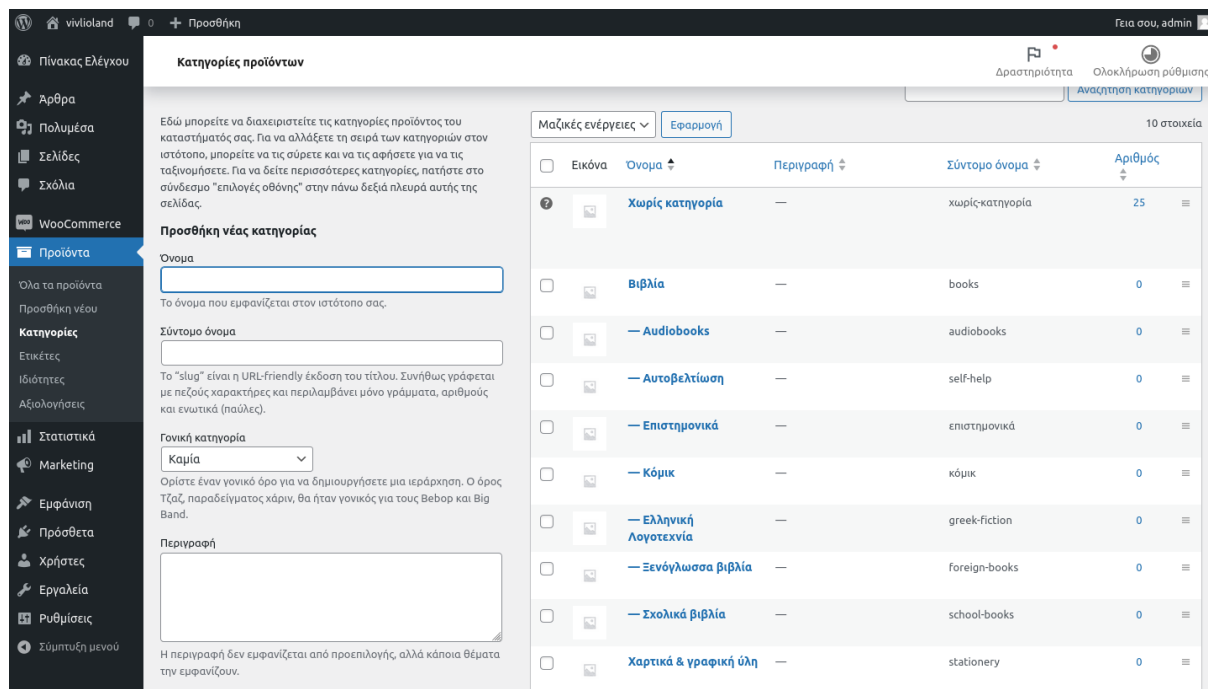 vivlioland 0 + Προσθήκη
Γεια σου, admin
Πίνακας Ελέγχου
Άρθρα
Πολυμέσα
Σελίδες
Σχόλια
WooCommerce
Προϊόντα
Όλα τα προϊόντα
Προσθήκη νέου
Κατηγορίες
Ετικέτες
Ιδιότητες
Αξιολογήσεις
Στατιστικά
Marketing
Εμφάνιση
Πρόσθετα
Χρήστες
Εργαλεία
Ρυθμίσεις
Σύμπτυξη μενού
Κατηγορίες προϊόντων
Δραστηριότητα
Ολοκλήρωση ρύθμισης
Αναζήτηση κατηγοριών
Εδώ μπορείτε να διαχειριστείτε τις κατηγορίες προϊόντος του
καταστήματός σας. Για να αλλάξετε τη σειρά των κατηγοριών στον
ιστότοπο, μπορείτε να τις σύρετε και να τις αφήσετε για να τις
ταξινομήσετε. Για να δείτε περισσότερες κατηγορίες, πατήστε στο
σύνδεσμο "επιλογές οθόνης" στην πάνω δεξιά πλευρά αυτής της
σελίδας.
Προσθήκη νέας κατηγορίας
Όνομα
Το όνομα που εμφανίζεται στον ιστότοπο σας.
Σύντομο όνομα
Το “slug” είναι η URL-friendly έκδοση του τίτλου. Συνήθως γράφεται
με πεζούς χαρακτήρες και περιλαμβάνει μόνο γράμματα, αριθμούς
και ενωτικά (παύλες).
Γονική κατηγορία
Καμία
Ορίστε έναν γονικό όρο για να δημιουργήσετε μια ιεράρχηση. Ο όρος
Τζαζ, παραδείγματος χάριν, θα ήταν γονικός για τους Bebop και Big
Band.
Περιγραφή
Η περιγραφή δεν εμφανίζεται από προεπιλογής, αλλά κάποια θέματα
την εμφανίζουν.
Μαζικές ενέργειες Εφαρμογή 10 στοιχεία
Εικόνα Όνομα Περιγραφή Σύντομο όνομα Αριθμός
Χωρίς κατηγορία — χωρίς-κατηγορία 25
Βιβλία — books 0
— Audiobooks — audiobooks 0
— Αυτοβελτίωση — self-help 0
— Επιστημονικά — επιστημονικά 0
— Κόμικ — κόμικ 0
— Ελληνική — greek-fiction 0
Λογοτεχνία
— Ξενόγλωσσα βιβλία — foreign-books 0
— Σχολικά βιβλία — school-books 0
Χαρτικά & γραφική ύλη — stationery 0